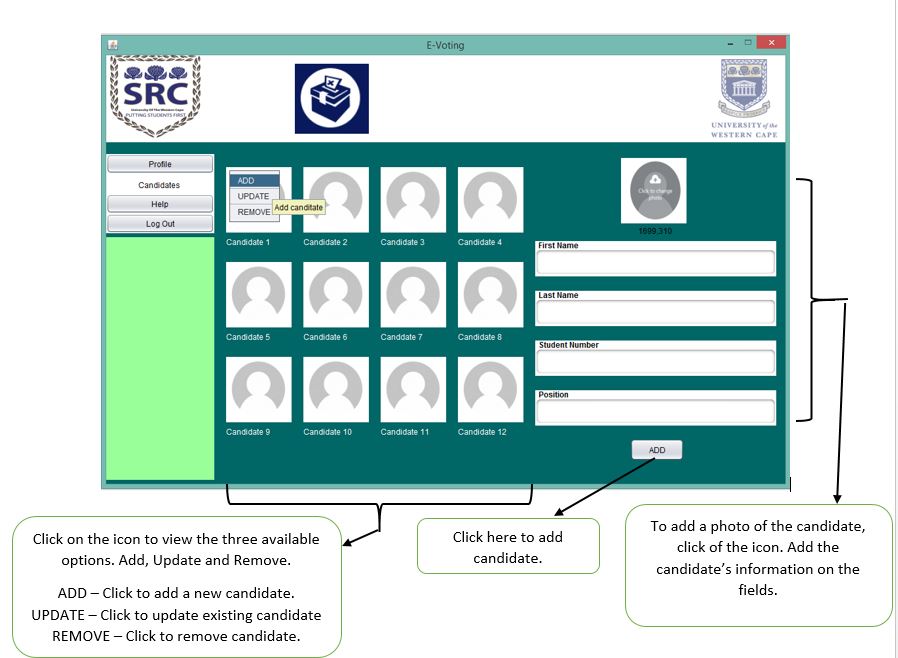 E-Voting
SRC
University Of The Western Cape
PUTTING STUDENTS FIRST
UNIVERSITY of the
WESTERN CAPE
Profile
Candidates
Help
Log Out
ADD
UPDATE
REMOVE
Add canditate
Candidate 1
Candidate 2
Candidate 3
Candidate 4
Candidate 5
Candidate 6
Canddate 7
Candidate 8
Candidate 9
Candidate 10
Candidate 11
Candidate 12
Click to change
photo
1699,310
First Name
Last Name
Student Number
Position
ADD
Click on the icon to view the three available
options. Add, Update and Remove.
ADD – Click to add a new candidate.
UPDATE – Click to update existing candidate
REMOVE – Click to remove candidate.
Click here to add
candidate.
To add a photo of the candidate,
click of the icon. Add the
candidate’s information on the
fields.